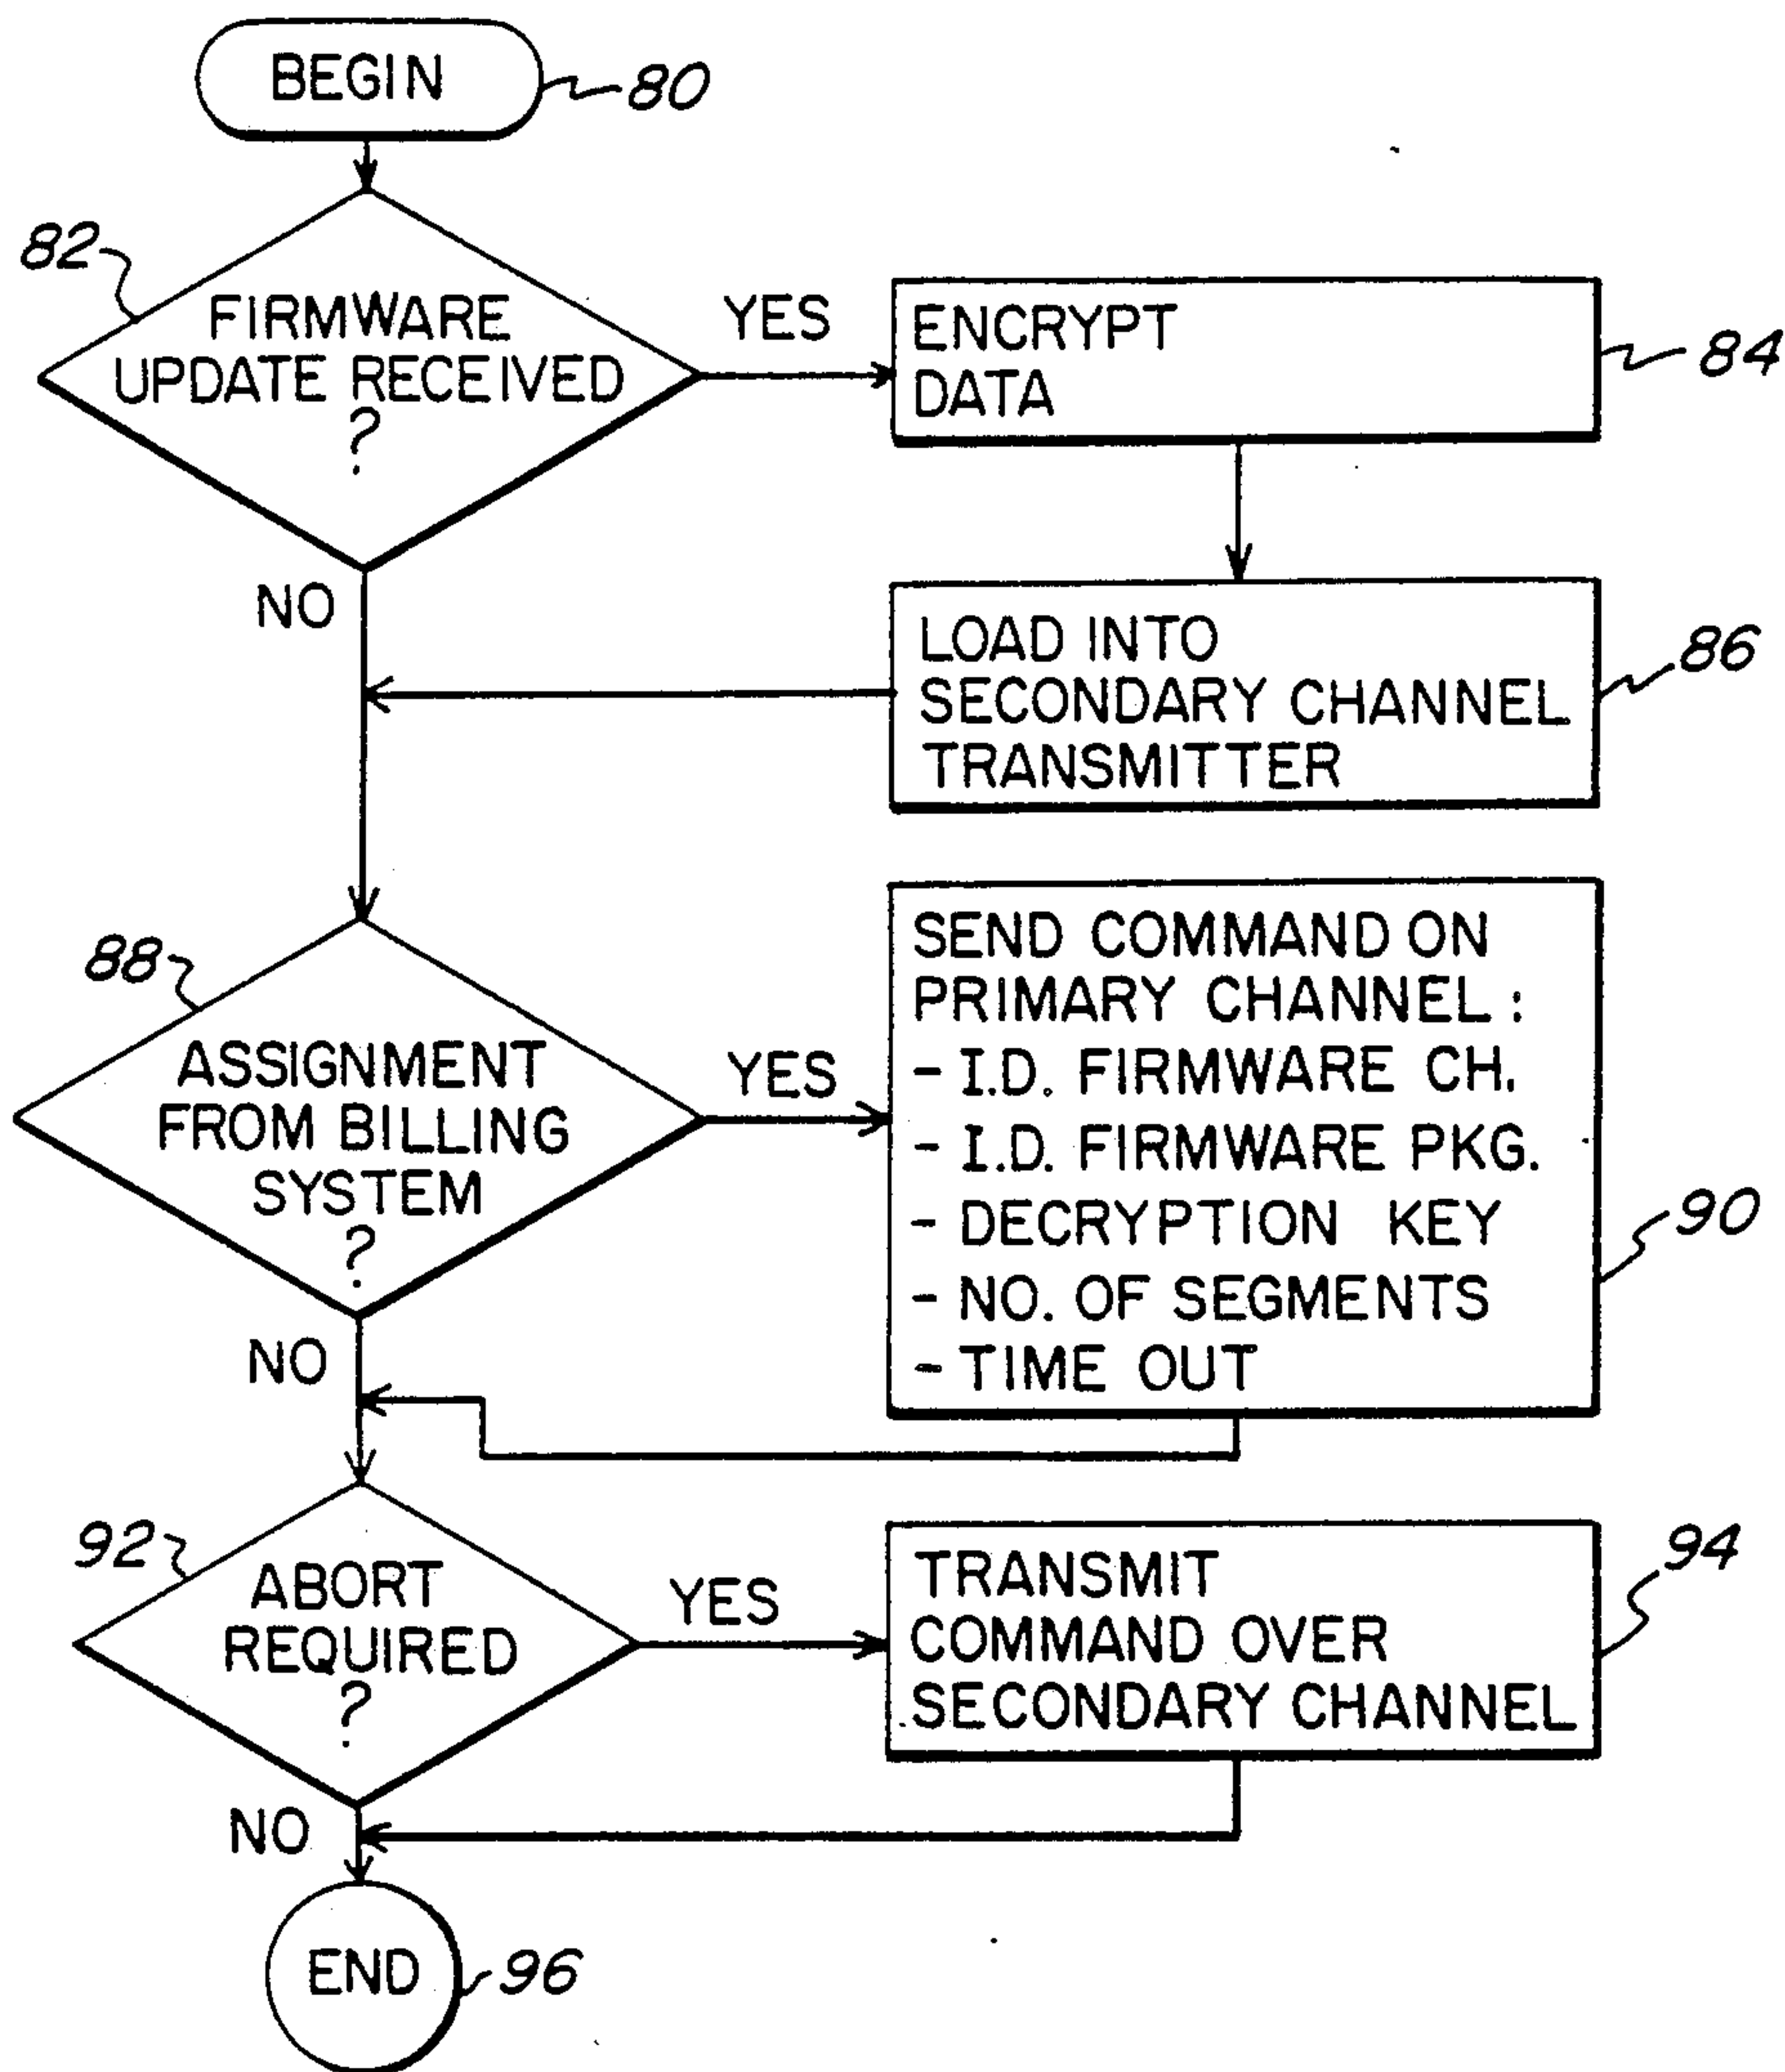 BEGIN
80
82
FIRMWARE
UPDATE RECEIVED
?
YES
ENCRYPT
DATA
84
NO
LOAD INTO
SECONDARY CHANNEL
TRANSMITTER
86
88
ASSIGNMENT
FROM BILLING
SYSTEM
?
YES
SEND COMMAND ON
PRIMARY CHANNEL :
- I.D. FIRMWARE CH.
- I.D. FIRMWARE PKG.
- DECRYPTION KEY
- NO. OF SEGMENTS
- TIME OUT
90
NO
92
ABORT
REQUIRED
?
YES
TRANSMIT
COMMAND OVER
SECONDARY CHANNEL
94
NO
END
96